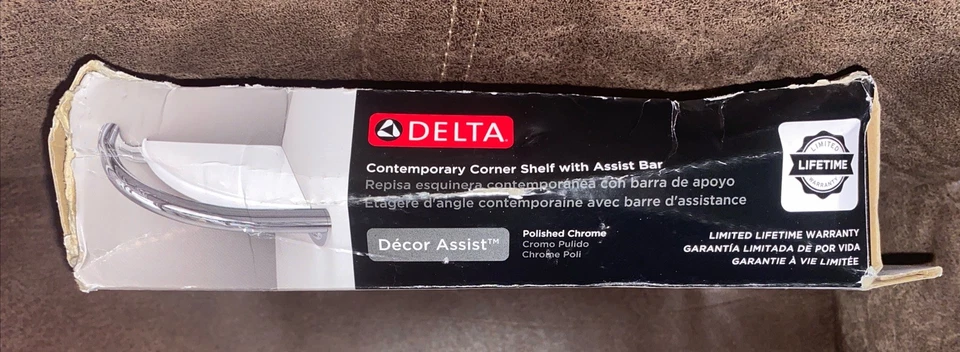 DELTA
Contemporary Corner Shelf with Assist Bar
Repisa esquinera contemporánea con barra de apoyo
Étagère d'angle contemporaine avec barre d'assistance
Décor Assist™
Polished Chrome
Cromo Pulido
Chrome Poli
LIMITED
LIFETIME
WARRANTY
LIMITED LIFETIME WARRANTY
GARANTÍA LIMITADA DE POR VIDA
GARANTIE À VIE LIMITÉE